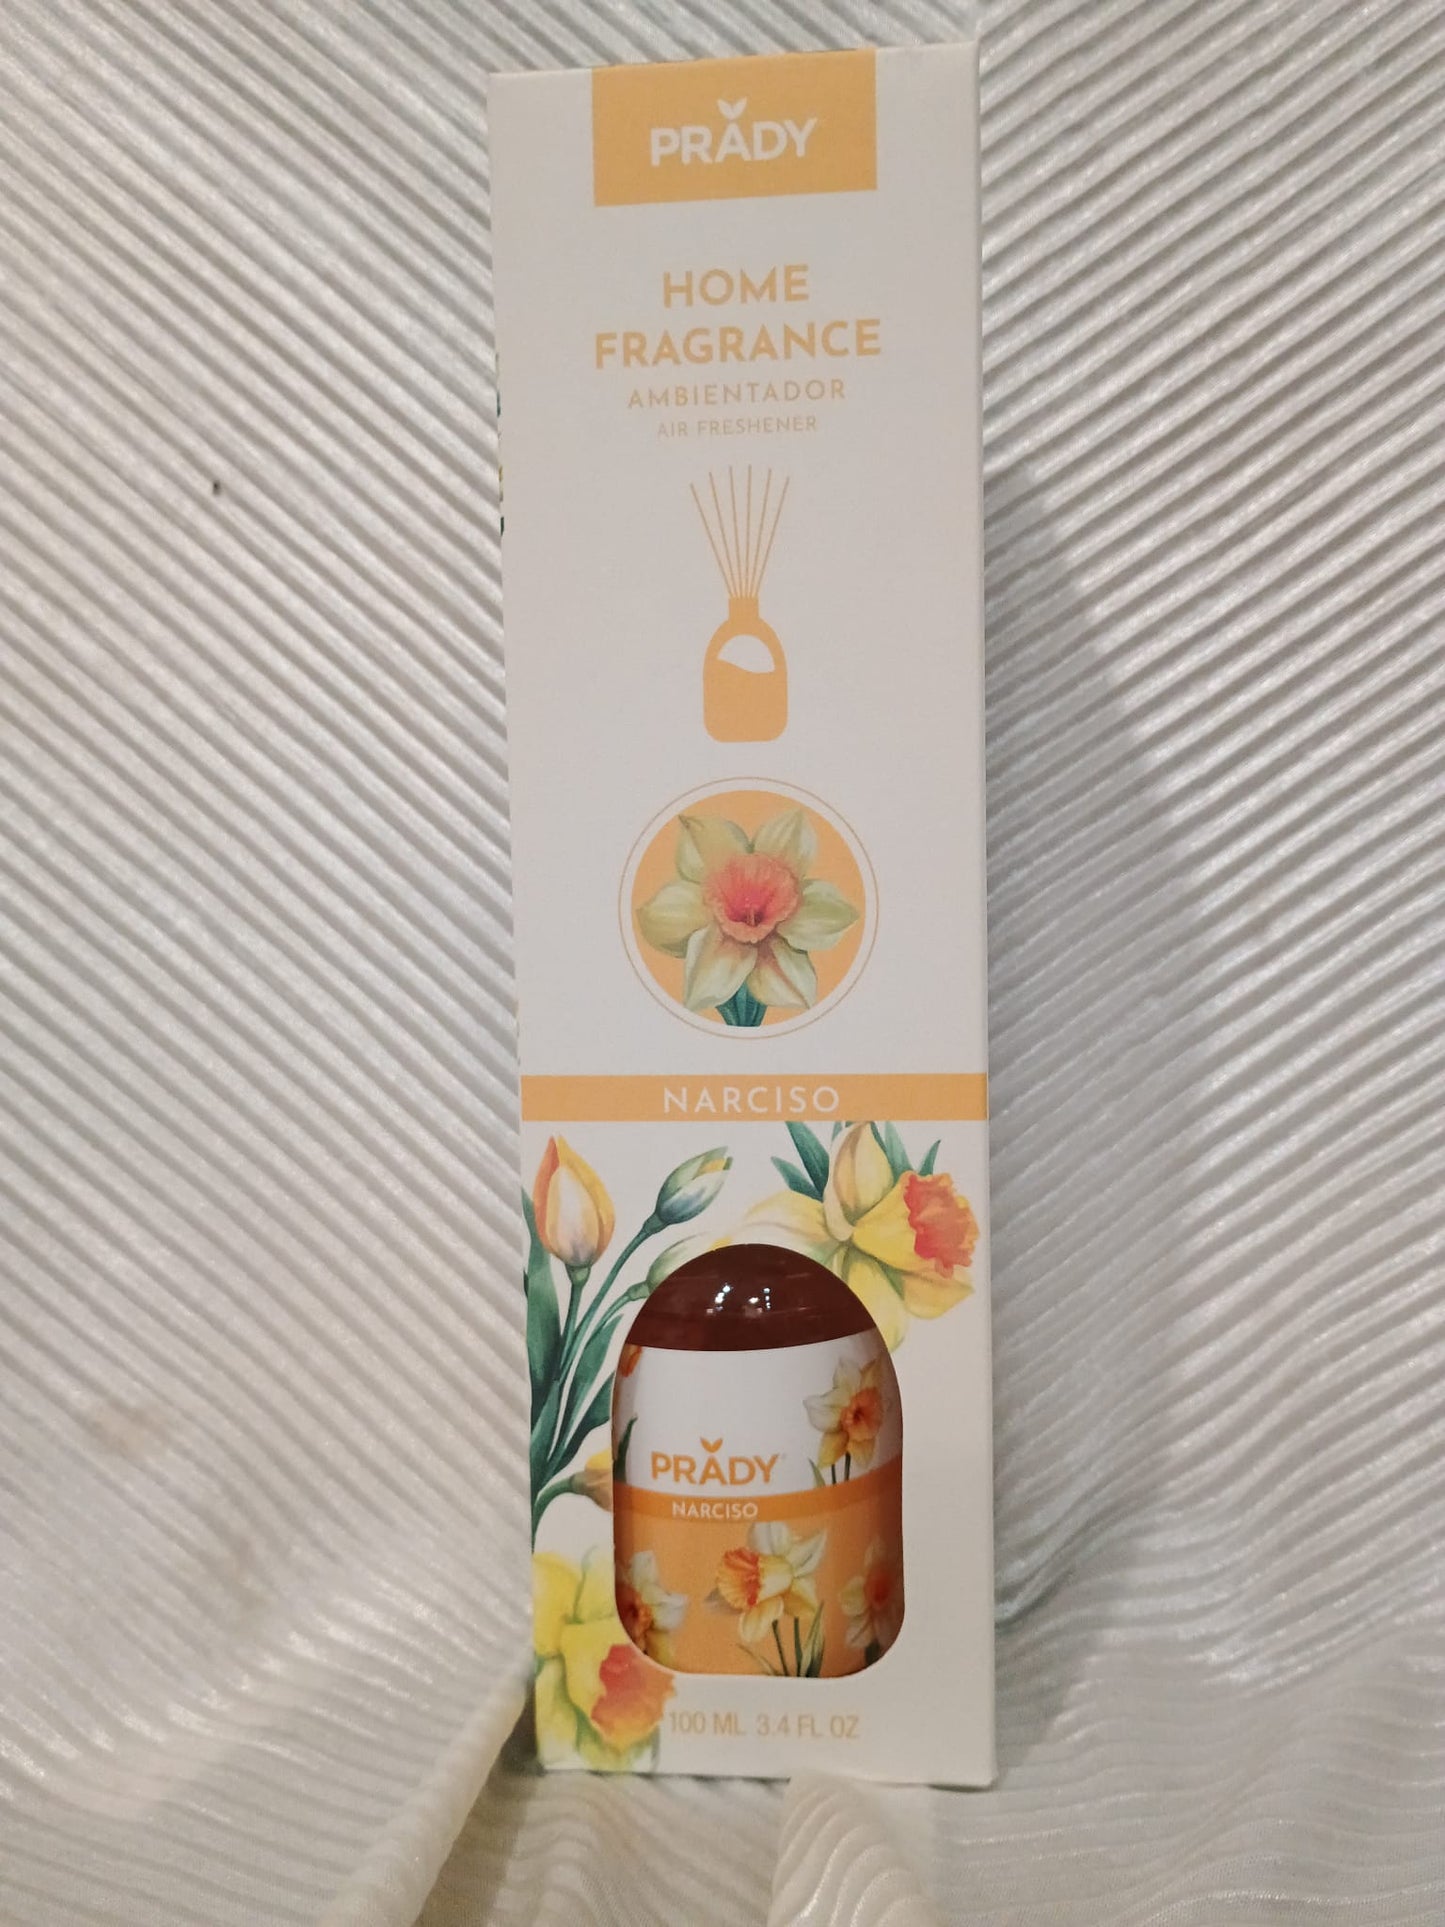 PRADY
HOME
FRAGRANCE
AMBIENTADOR
AIR FRESHENER
NARCISO
PRADY
NARCISO
100 ML 3.4 FL OZ